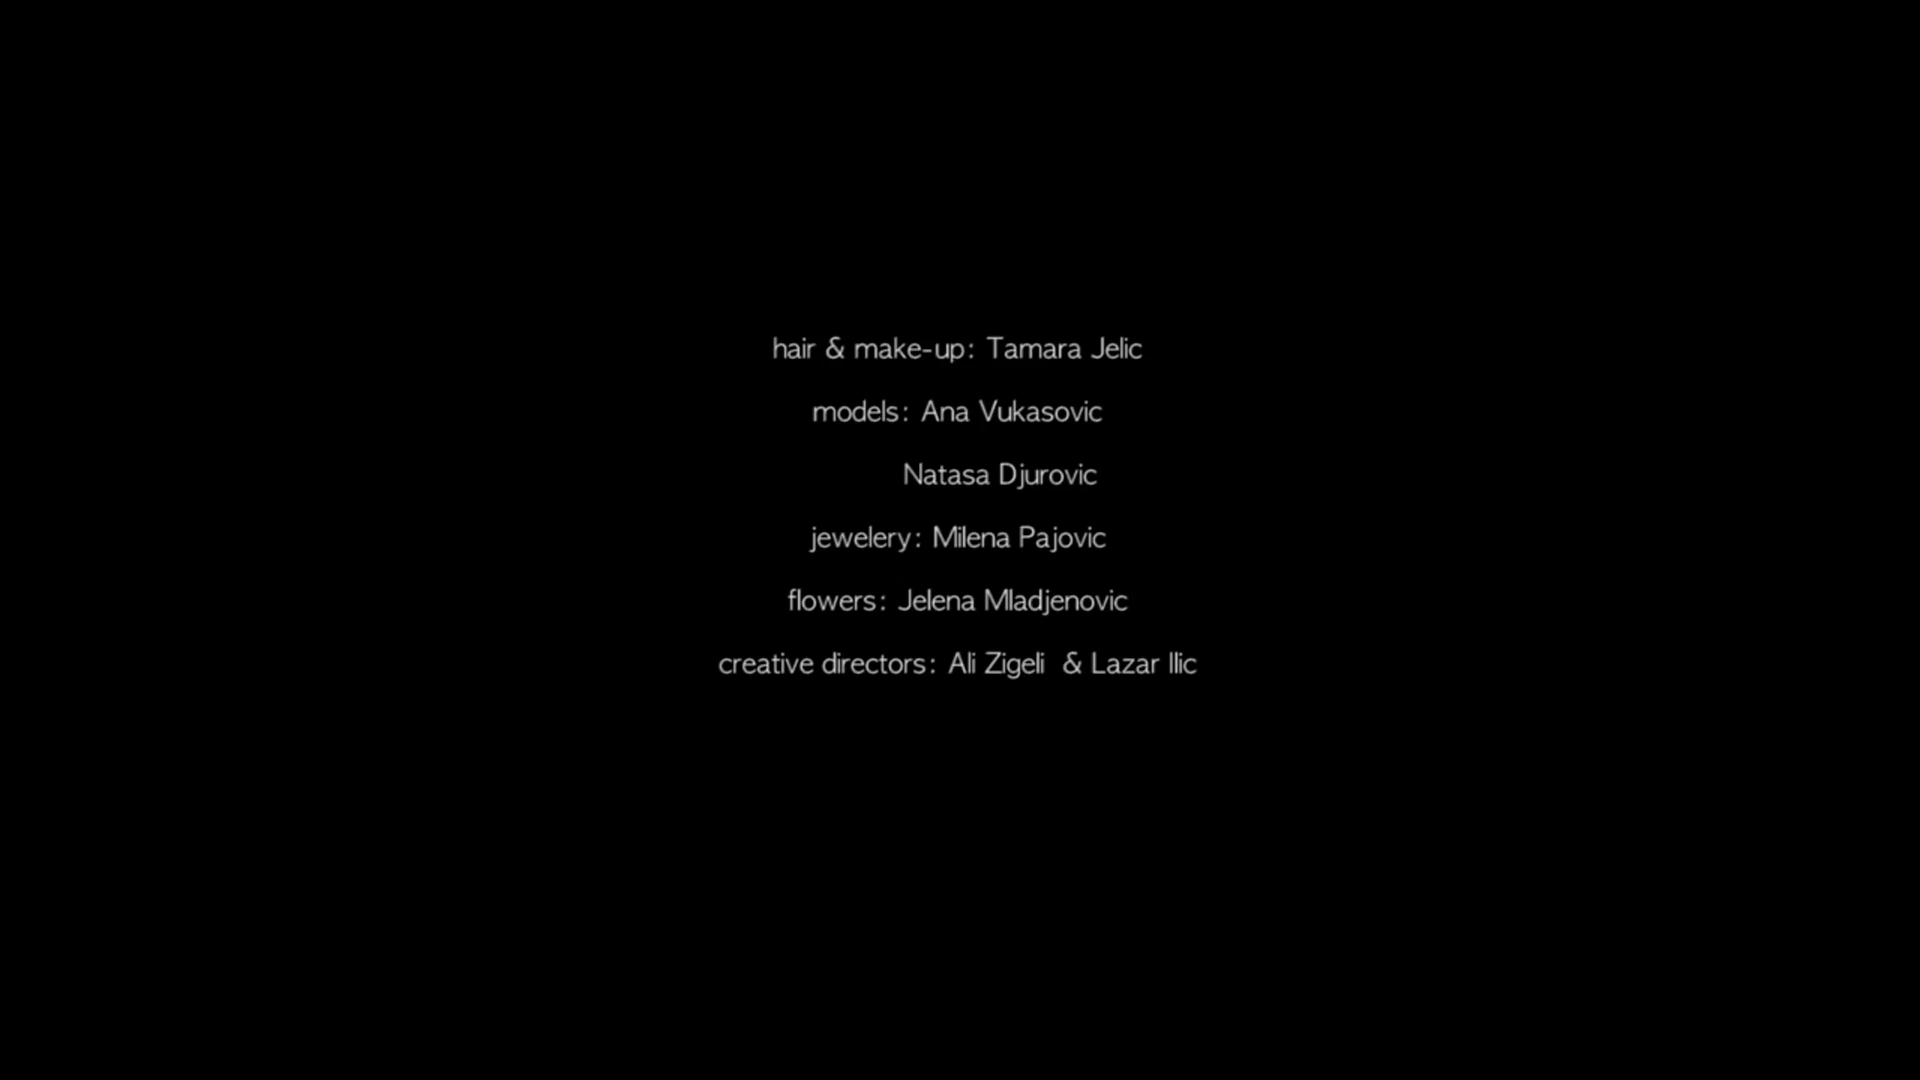 hair & make-up: Tamara Jelic
models: Ana Vukasovic
Natasa Djurovic
jewelery: Milena Pajovic
flowers: Jelena Mladjenovic
creative directors: Ali Zigeli & Lazar Ilic